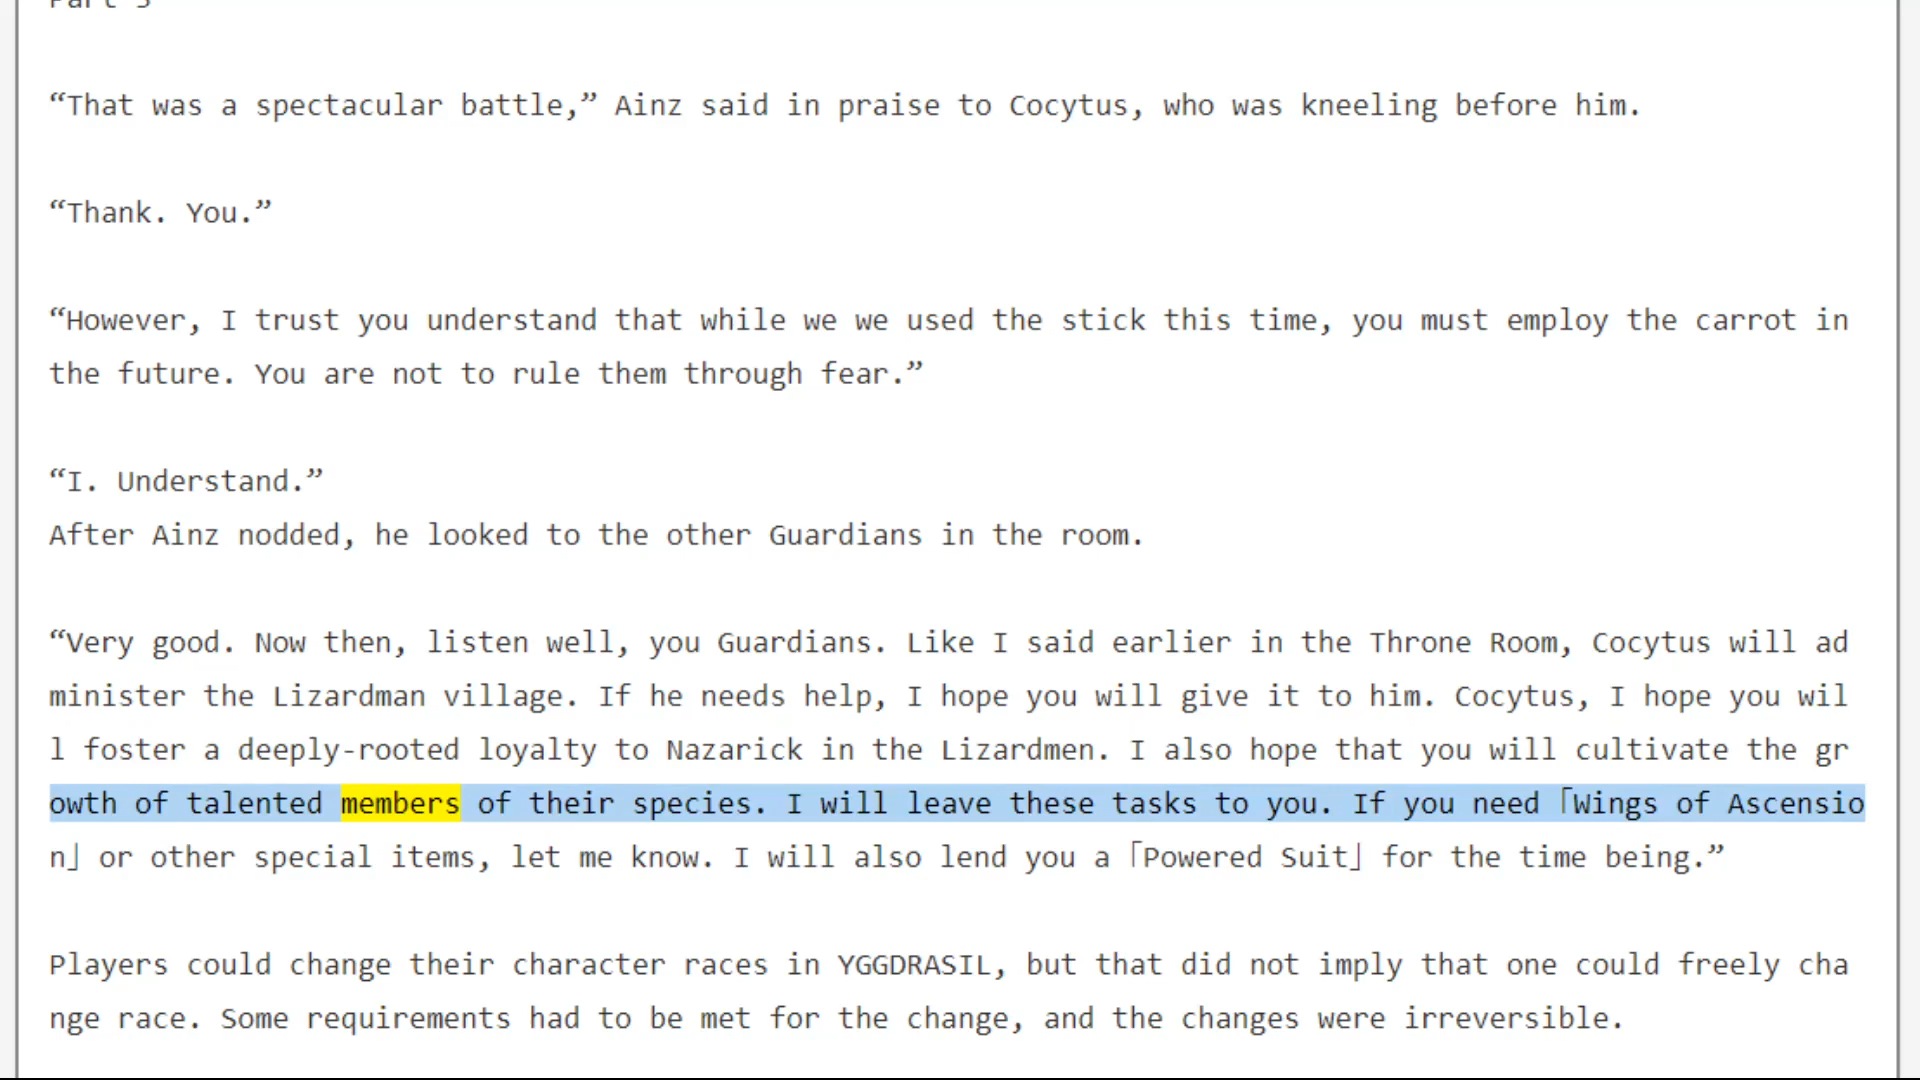 Part 5
“That was a spectacular battle,” Ainz said in praise to Cocytus, who was kneeling before him.
“Thank. You.”
“However, I trust you understand that while we we used the stick this time, you must employ the carrot in
the future. You are not to rule them through fear.”
“I. Understand.”
After Ainz nodded, he looked to the other Guardians in the room.
“Very good. Now then, listen well, you Guardians. Like I said earlier in the Throne Room, Cocytus will ad
minister the Lizardman village. If he needs help, I hope you will give it to him. Cocytus, I hope you wil
l foster a deeply-rooted loyalty to Nazarick in the Lizardmen. I also hope that you will cultivate the gr
owth of talented members of their species. I will leave these tasks to you. If you need「Wings of Ascensio
n」or other special items, let me know. I will also lend you a「Powered Suit」for the time being.”
Players could change their character races in YGGDRASIL, but that did not imply that one could freely cha
nge race. Some requirements had to be met for the change, and the changes were irreversible.